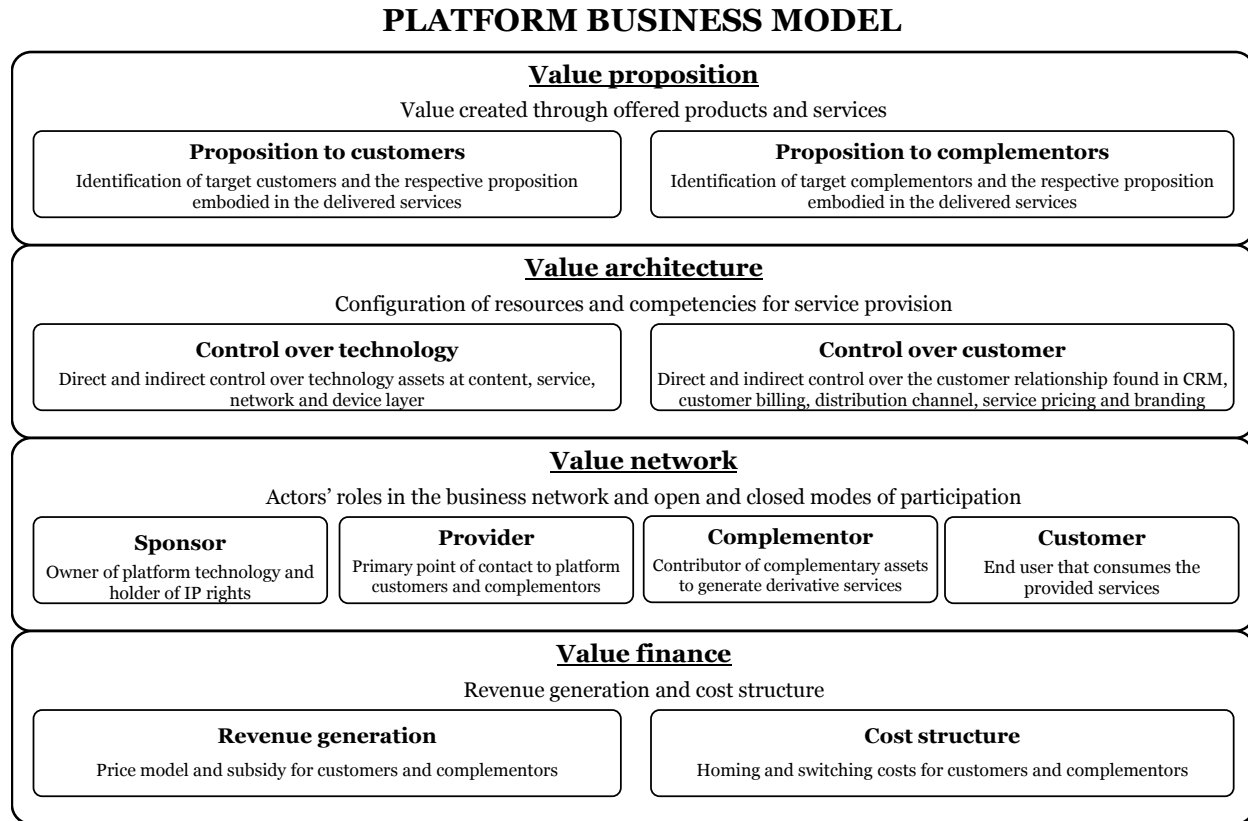 PLATFORM BUSINESS MODEL
Value proposition
Value created through offered products and services
Proposition to customers
Identification of target customers and the respective proposition
embodied in the delivered services
Proposition to complementors
Identification of target complementors and the respective proposition
embodied in the delivered services
Value architecture
Configuration of resources and competencies for service provision
Control over technology
Direct and indirect control over technology assets at content, service,
network and device layer
Control over customer
Direct and indirect control over the customer relationship found in CRM,
customer billing, distribution channel, service pricing and branding
Value network
Actors’ roles in the business network and open and closed modes of participation
Sponsor
Owner of platform technology and
holder of IP rights
Provider
Primary point of contact to platform
customers and complementors
Complementor
Contributor of complementary assets
to generate derivative services
Customer
End user that consumes the
provided services
Value finance
Revenue generation and cost structure
Revenue generation
Price model and subsidy for customers and complementors
Cost structure
Homing and switching costs for customers and complementors